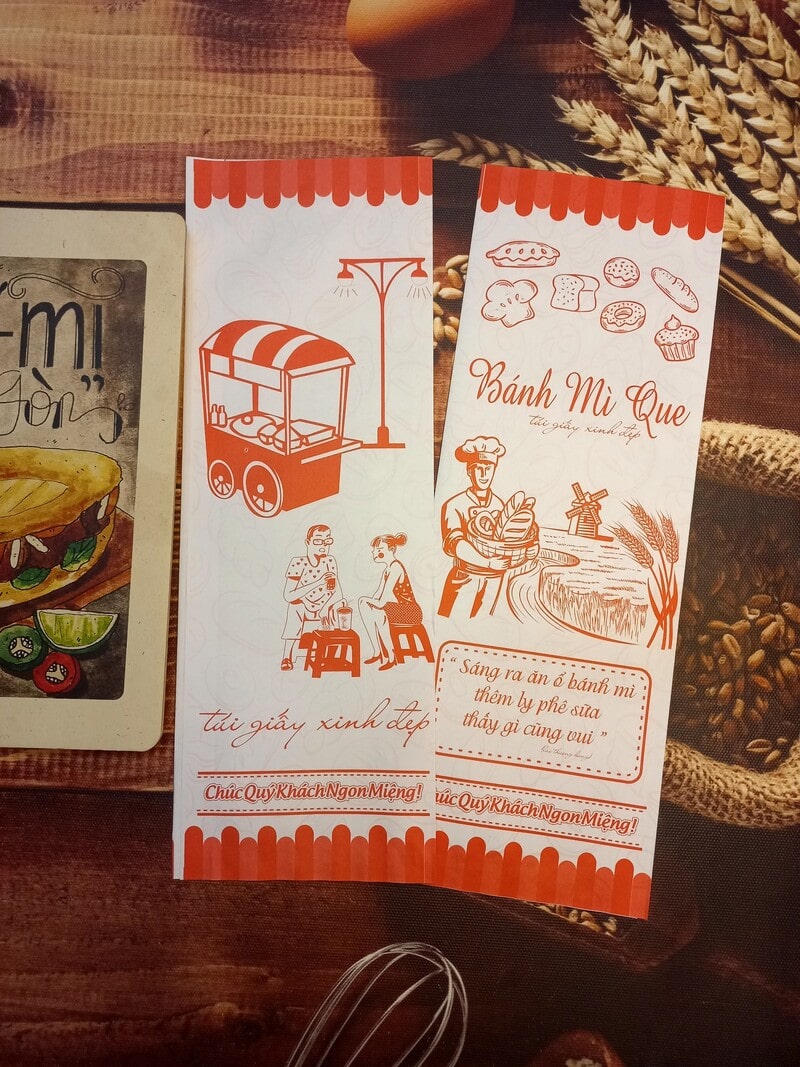 MI
Gòn"
túi giấy xinh đẹp
Chúc Quý Khách Ngon Miệng!
Bánh Mì Que
túi giấy xinh đẹp
" Sáng ra ăn ổ bánh mì
thêm ly phê sữa
thấy gì cũng vui "
Chúc Quý Khách Ngon Miệng!